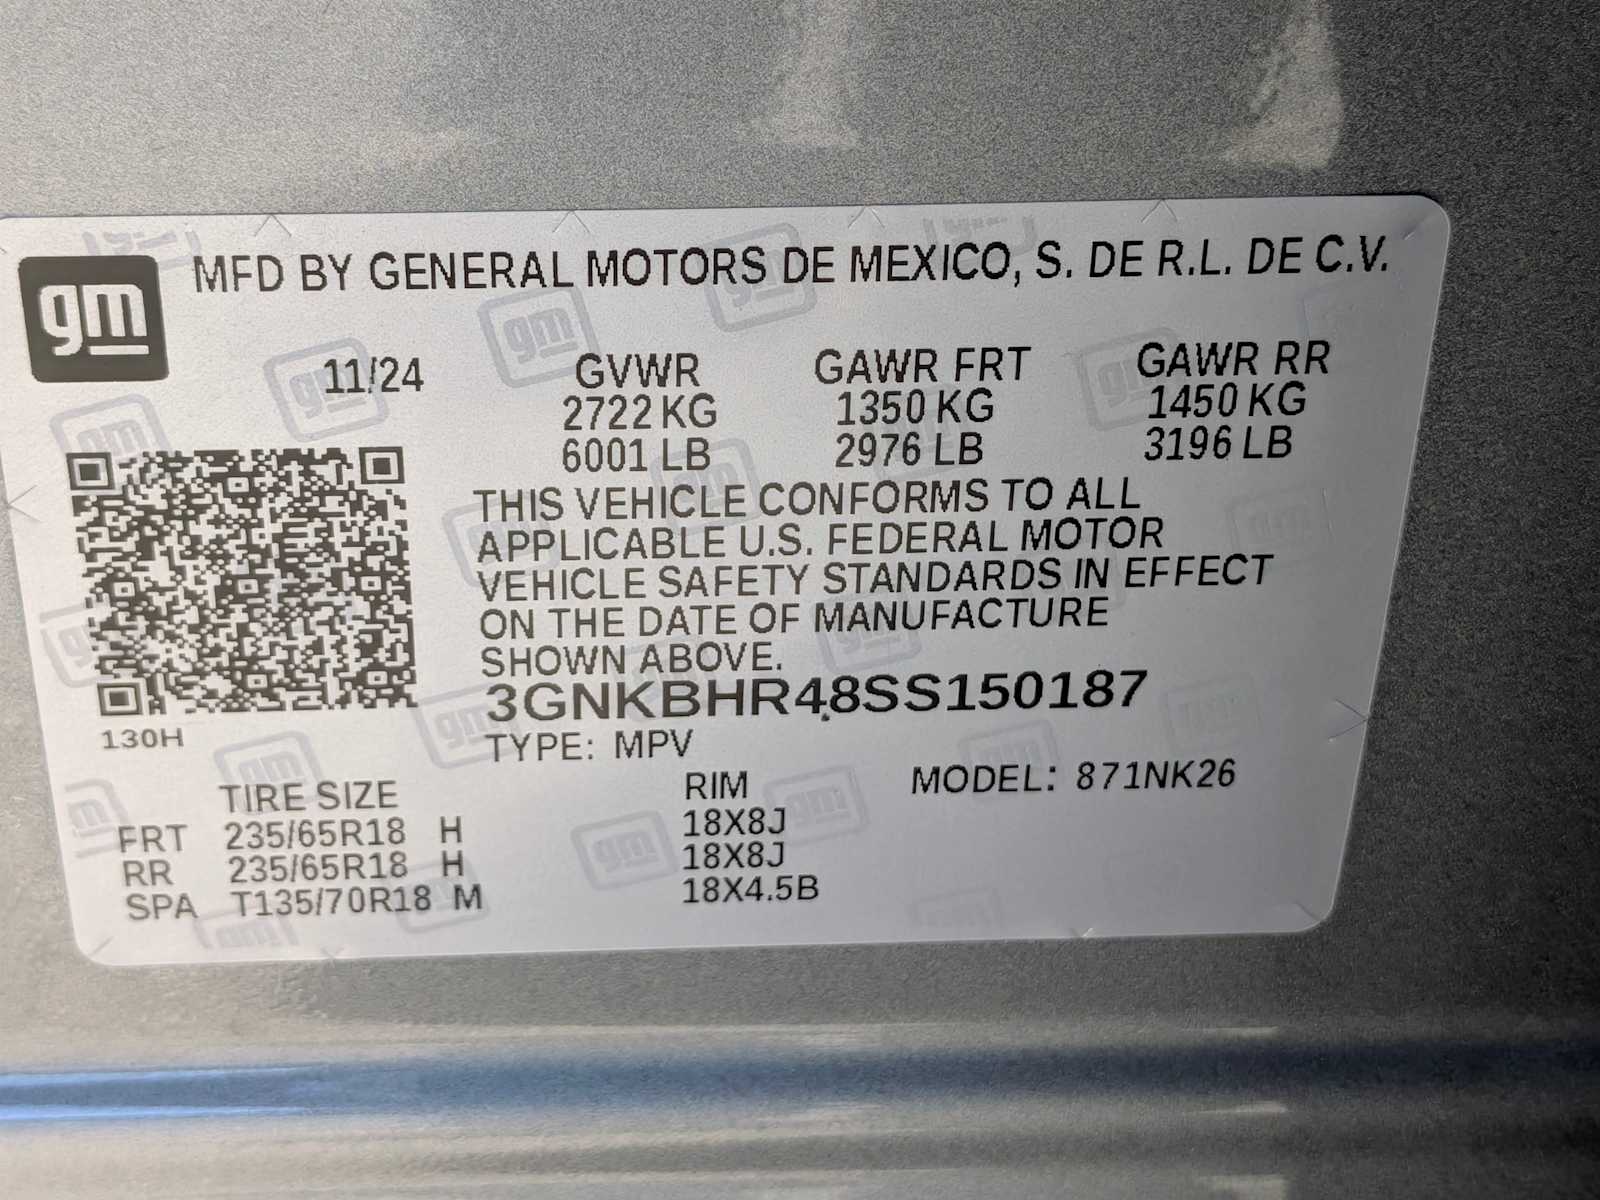 gm
MFD BY GENERAL MOTORS DE MEXICO, S. DE R.L. DE C.V.
11/24 GVWR GAWR FRT GAWR RR
2722 KG 1350 KG 1450 KG
6001 LB 2976 LB 3196 LB
THIS VEHICLE CONFORMS TO ALL
APPLICABLE U.S. FEDERAL MOTOR
VEHICLE SAFETY STANDARDS IN EFFECT
ON THE DATE OF MANUFACTURE
SHOWN ABOVE.
3GNKBHR48SS150187
130H
TYPE: MPV
TIRE SIZE RIM MODEL: 871NK26
FRT 235/65R18 H 18X8J
RR 235/65R18 H 18X8J
SPA T135/70R18 M 18X4.5B